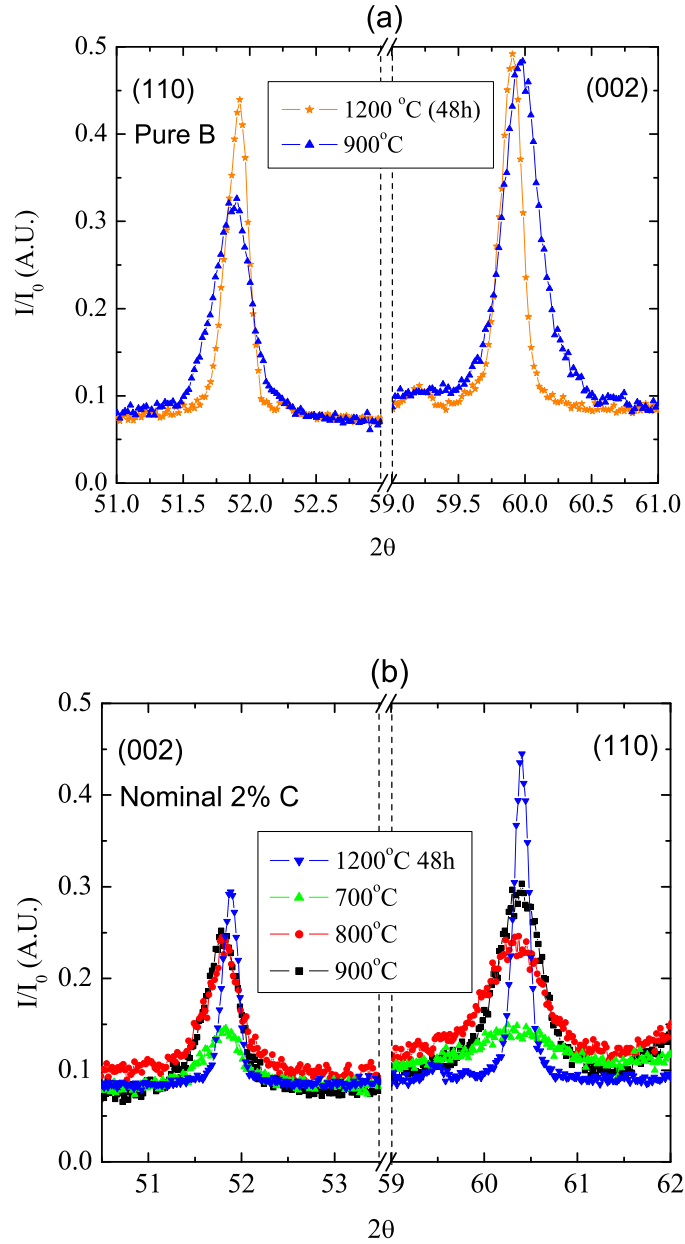 (a)
0.5
0.4
0.3
0.2
0.1
0.0
I/I0 (A.U.)
(110)
Pure B
1200 °C (48h)
900°C
(002)
51.0 51.5 52.0 52.5 59.0 59.5 60.0 60.5 61.0
2θ
(b)
0.5
0.4
0.3
0.2
0.1
0.0
I/I0 (A.U.)
(002)
Nominal 2% C
1200°C 48h
700°C
800°C
900°C
(110)
51 52 53 59 60 61 62
2θ